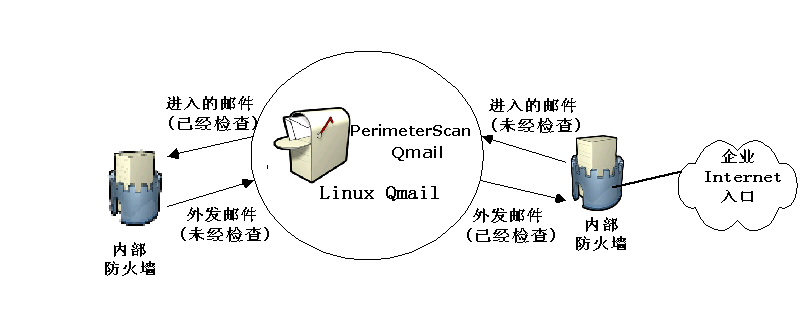 进入的邮件
(已经检查)
进入的邮件
(未经检查)
PerimeterScan
Qmail
Linux Qmail
企业
Internet
入口
外发邮件
(未经检查)
外发邮件
(已经检查)
内部
防火墙
内部
防火墙